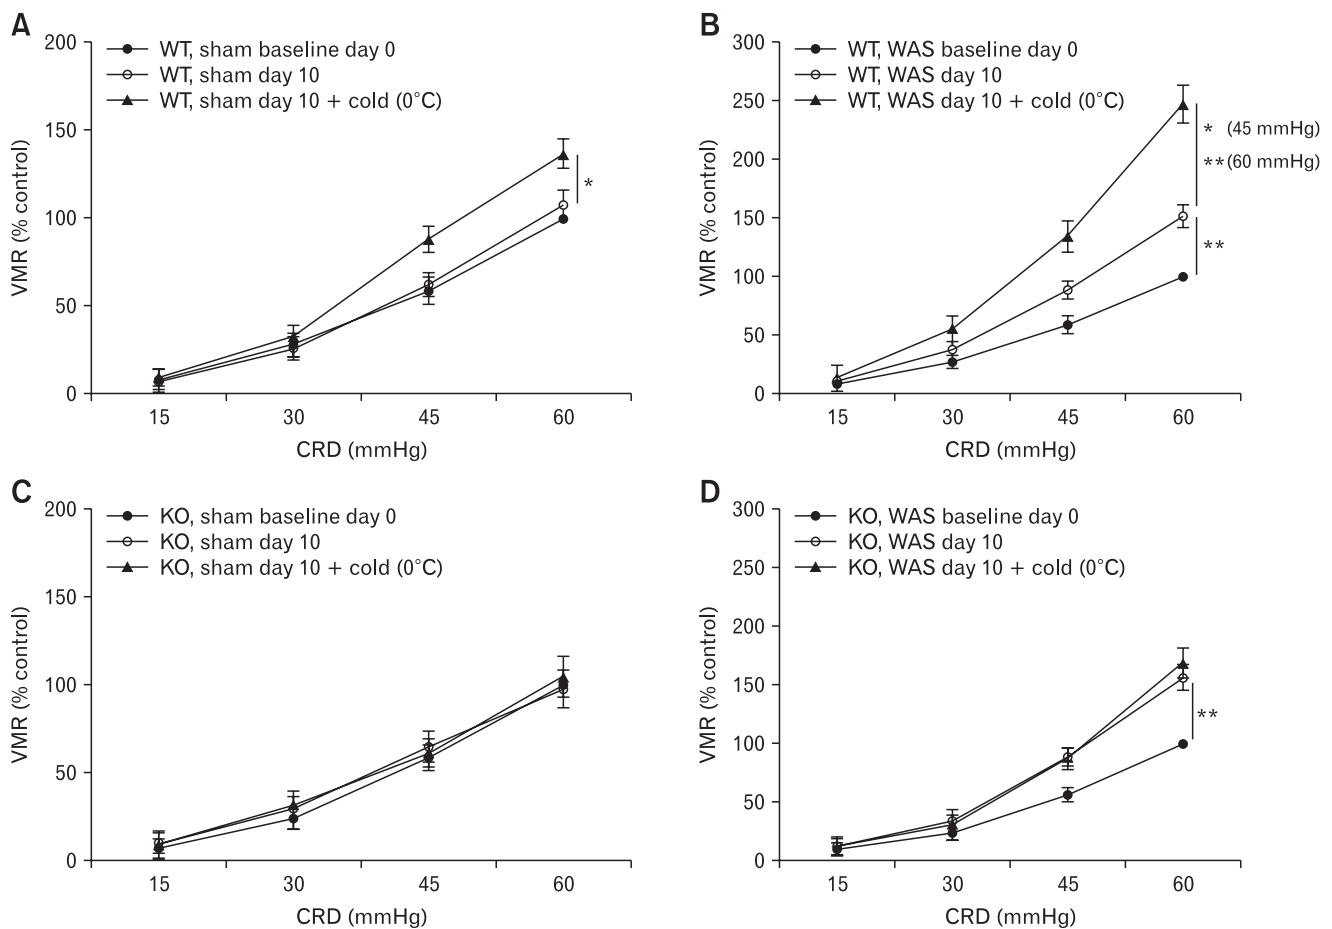 A
200
WT, sham baseline day 0
WT, sham day 10
WT, sham day 10 + cold (0°C)
150
100
50
0
*
VMR (% control)
15 30 45 60
CRD (mmHg)
B
300
WT, WAS baseline day 0
WT, WAS day 10
WT, WAS day 10 + cold (0°C)
250
200
150
100
50
0
* (45 mmHg)
**(60 mmHg)
**
VMR (% control)
15 30 45 60
CRD (mmHg)
C
200
KO, sham baseline day 0
KO, sham day 10
KO, sham day 10 + cold (0°C)
150
100
50
0
VMR (% control)
15 30 45 60
CRD (mmHg)
D
300
KO, WAS baseline day 0
KO, WAS day 10
KO, WAS day 10 + cold (0°C)
250
200
150
100
50
0
**
VMR (% control)
15 30 45 60
CRD (mmHg)